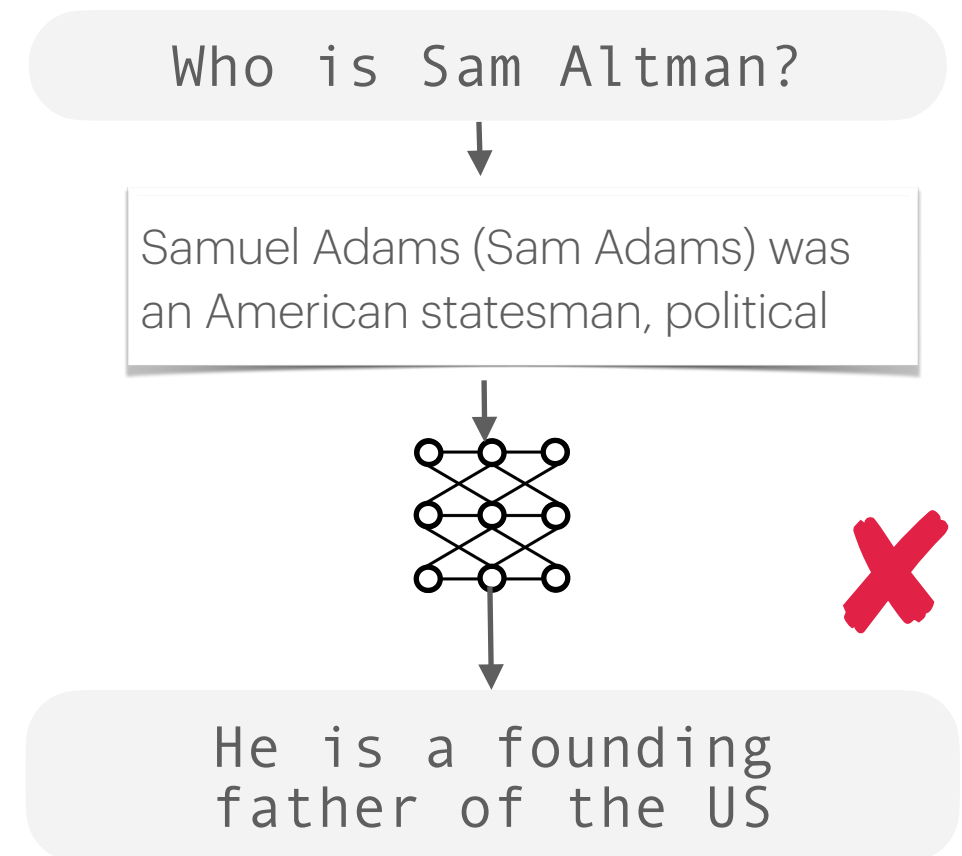 Who is Sam Altman?
Samuel Adams (Sam Adams) was
an American statesman, political
He is a founding
father of the US